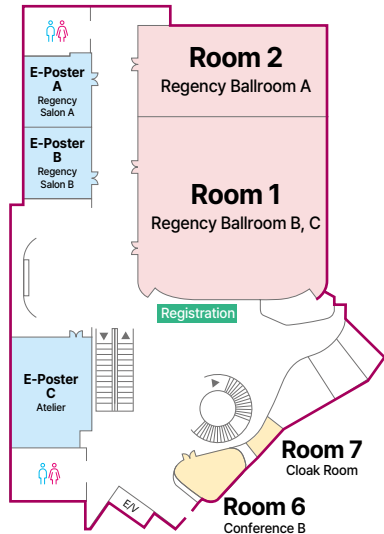 Room 2
Regency Ballroom A
E-Poster
A
Regency
Salon A
E-Poster
B
Regency
Salon B
Room 1
Regency Ballroom B, C
Registration
E-Poster
C
Atelier
Room 7
Cloak Room
E/V
Room 6
Conference B